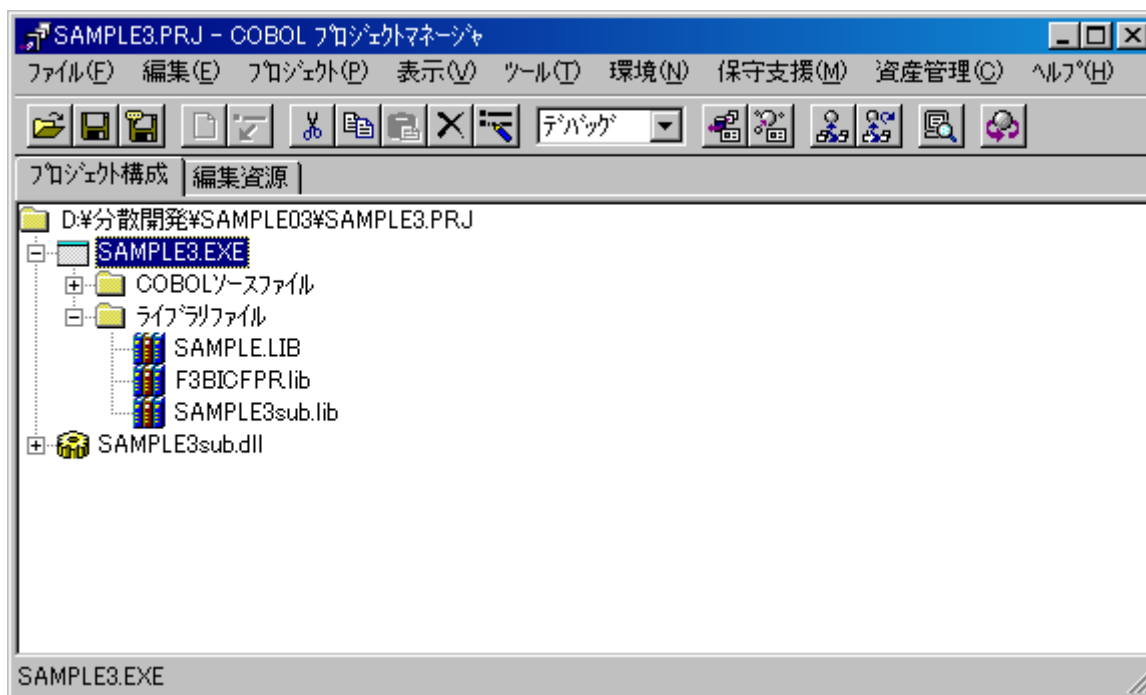 SAMPLE3.PRJ - COBOL ﾌﾟﾛｼﾞｪｸﾄﾏﾈｰｼﾞｬ
ﾌｧｲﾙ(F) 編集(E) ﾌﾟﾛｼﾞｪｸﾄ(P) 表示(V) ﾂｰﾙ(T) 環境(N) 保守支援(M) 資産管理(C) ﾍﾙﾌﾟ(H)
ﾃﾞﾊﾞｯｸﾞ
ﾌﾟﾛｼﾞｪｸﾄ構成 編集資源
D:¥分散開発¥SAMPLE03¥SAMPLE3.PRJ
SAMPLE3.EXE
COBOLｿｰｽﾌｧｲﾙ
ﾗｲﾌﾞﾗﾘﾌｧｲﾙ
SAMPLE.LIB
F3BICFPR.lib
SAMPLE3sub.lib
SAMPLE3sub.dll
SAMPLE3.EXE